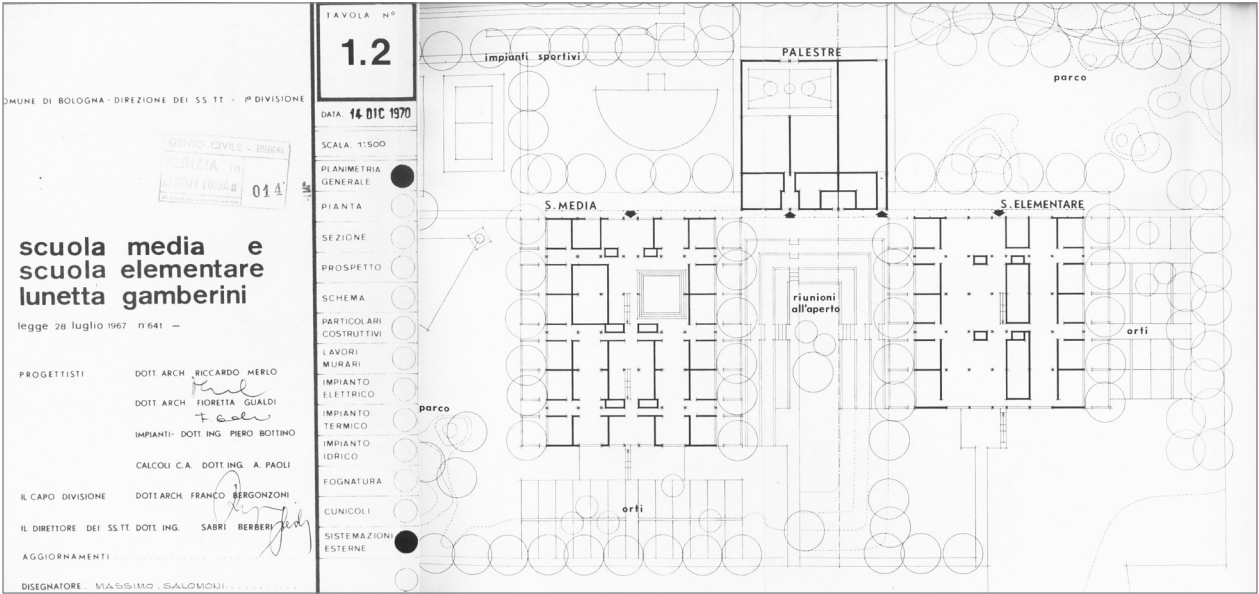 OMUNE DI BOLOGNA - DIREZIONE DEI SS TT. - 1ª DIVISIONE
GENIO CIVILE - BOLOGNA
PERIZIA
014
scuola media e
scuola elementare
lunetta gamberini
legge 28 luglio 1967 n 641 —
PROGETTISTI
DOTT ARCH RICCARDO MERLO
DOTT ARCH FIORETTA GUALDI
IMPIANTI- DOTT. ING. PIERO BOTTINO
CALCOLI C.A. DOTT. ING. A. PAOLI
IL CAPO DIVISIONE DOTT. ARCH. FRANCO BERGONZONI
IL DIRETTORE DEI SS.TT. DOTT. ING. SABRI BERBERI
AGGIORNAMENTI
DISEGNATORE. MASSIMO SALOMONI
TAVOLA N°
1.2
DATA 14 DIC 1970
SCALA. 1:500
PLANIMETRIA
GENERALE
PIANTA
SEZIONE
PROSPETTO
SCHEMA
PARTICOLARI
COSTRUTTIVI
LAVORI
MURARI
IMPIANTO
ELETTRICO
IMPIANTO
TERMICO
IMPIANTO
IDRICO
FOGNATURA
CUNICOLI
SISTEMAZIONI
ESTERNE
impianti sportivi
PALESTRE
parco
S. MEDIA
S. ELEMENTARE
riunioni
all'aperto
orti
parco
orti